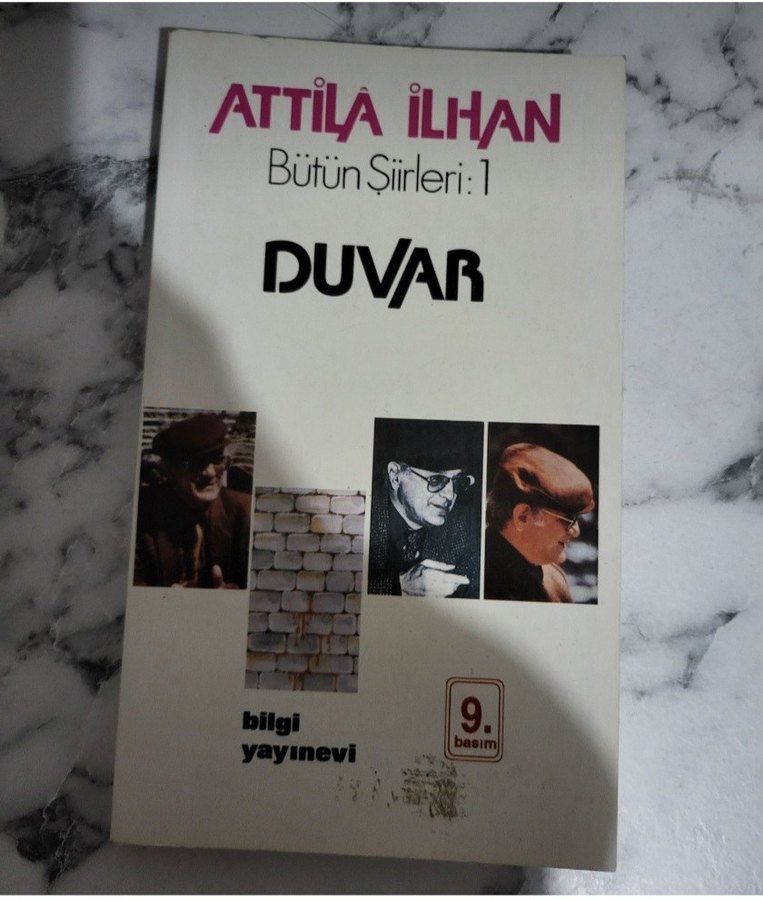 ATTİLÂ İLHAN
Bütün Şiirleri: 1
DUVAR
bilgi
yayınevi
9.
basım